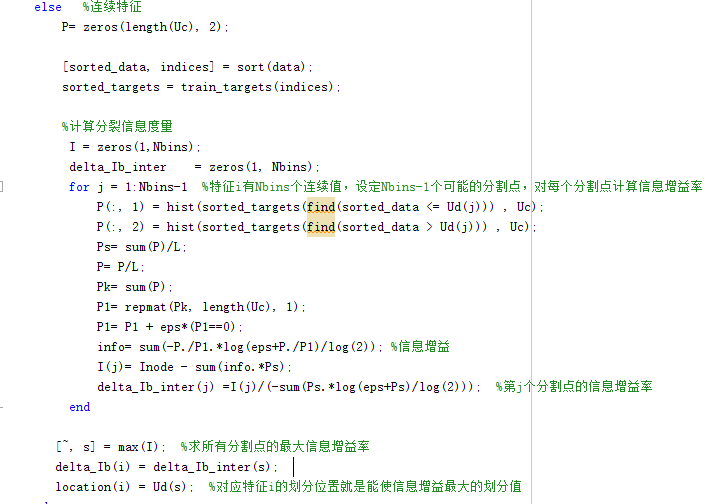 else %连续特征
P= zeros(length(Uc), 2);
[sorted_data, indices] = sort(data);
sorted_targets = train_targets(indices);
%计算分裂信息度量
I = zeros(1,Nbins);
delta_Ib_inter    = zeros(1, Nbins);
for j = 1:Nbins-1 %特征i有Nbins个连续值，设定Nbins-1个可能的分割点，对每个分割点计算信息增益率
P(:, 1) = hist(sorted_targets(find(sorted_data <= Ud(j))) , Uc);
P(:, 2) = hist(sorted_targets(find(sorted_data > Ud(j))) , Uc);
Ps= sum(P)/L;
P= P/L;
Pk= sum(P);
P1= repmat(Pk, length(Uc), 1);
P1= P1 + eps*(P1==0);
info= sum(-P./P1.*log(eps+P./P1)/log(2)); %信息增益
I(j)= Inode - sum(info.*Ps);
delta_Ib_inter(j) =I(j)/(-sum(Ps.*log(eps+Ps)/log(2))); %第j个分割点的信息增益率
end
[~, s] = max(I); %求所有分割点的最大信息增益率
delta_Ib(i) = delta_Ib_inter(s);
location(i) = Ud(s); %对应特征i的划分位置就是能使信息增益最大的划分值